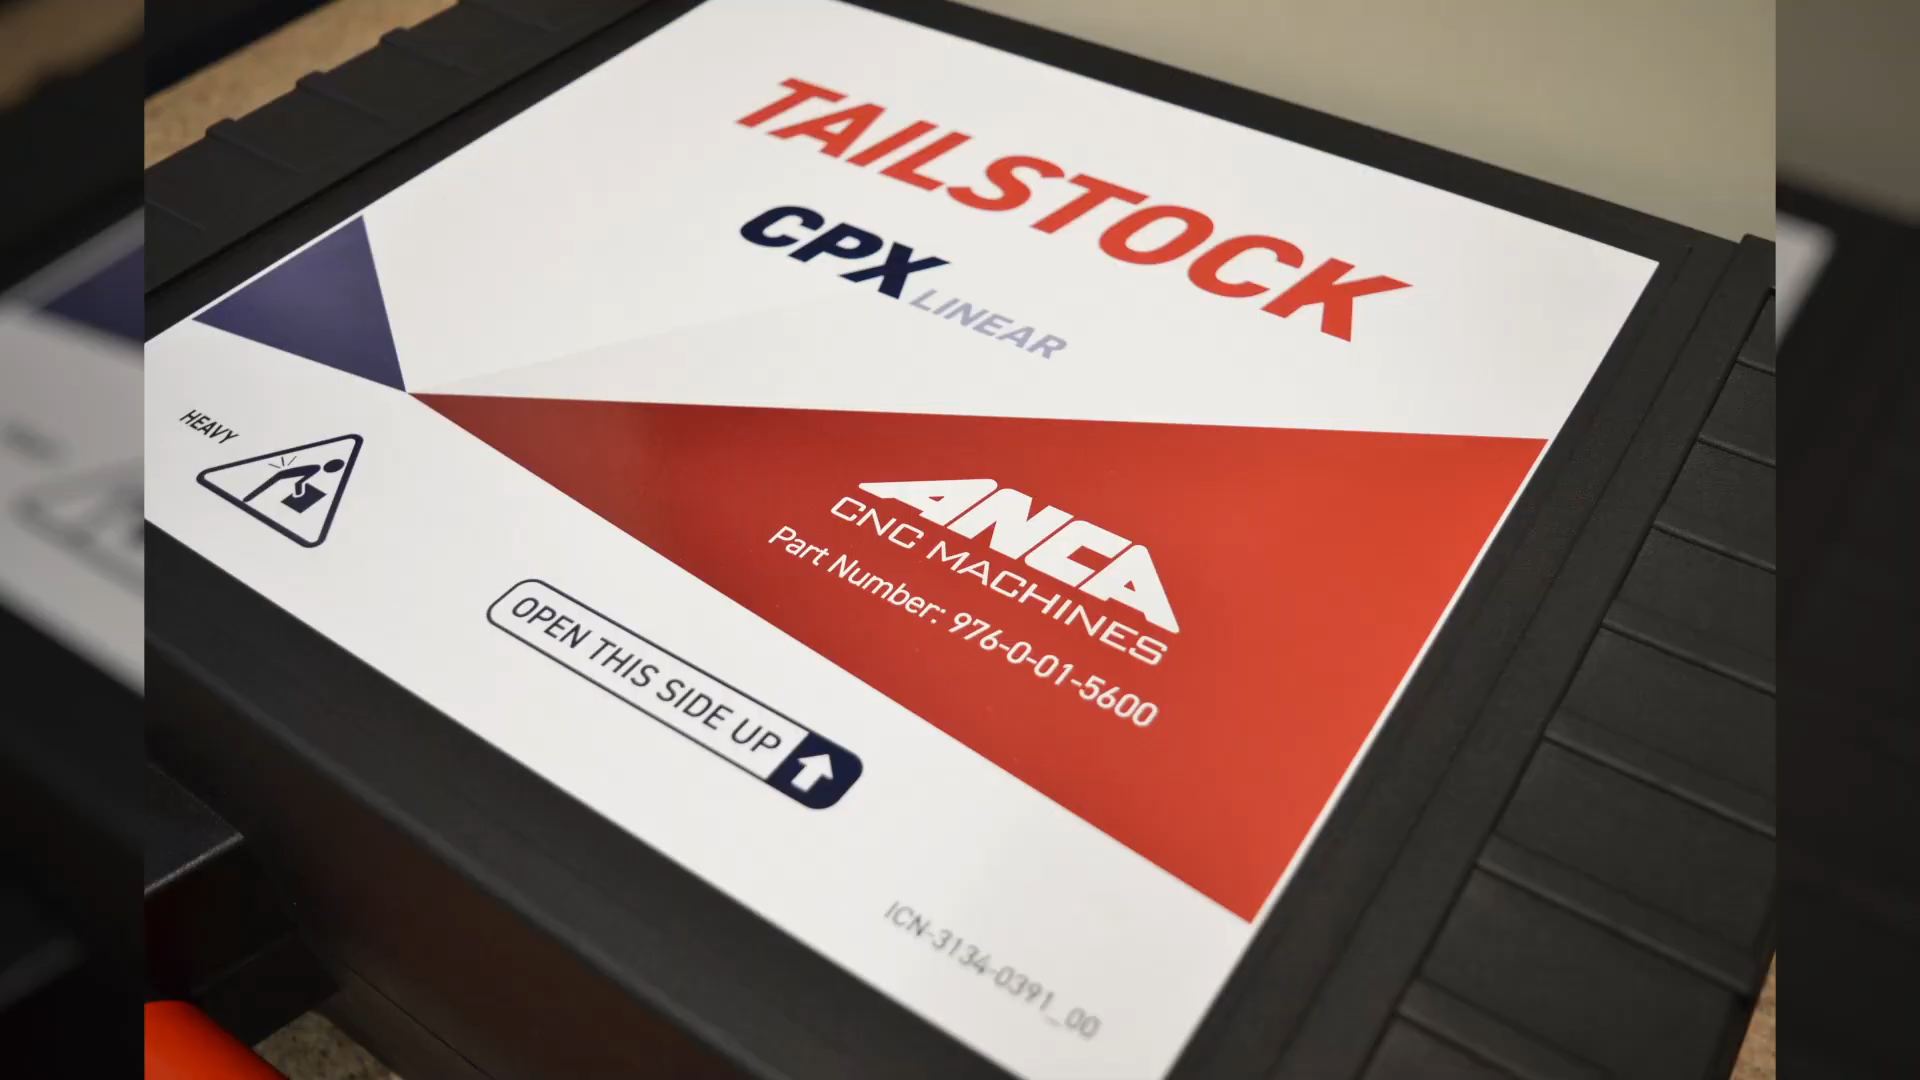 TAILSTOCK
CPX LINEAR
HEAVY
ANCA
CNC MACHINES
Part Number: 976-0-01-5600
OPEN THIS SIDE UP
ICN-3134-0391_00